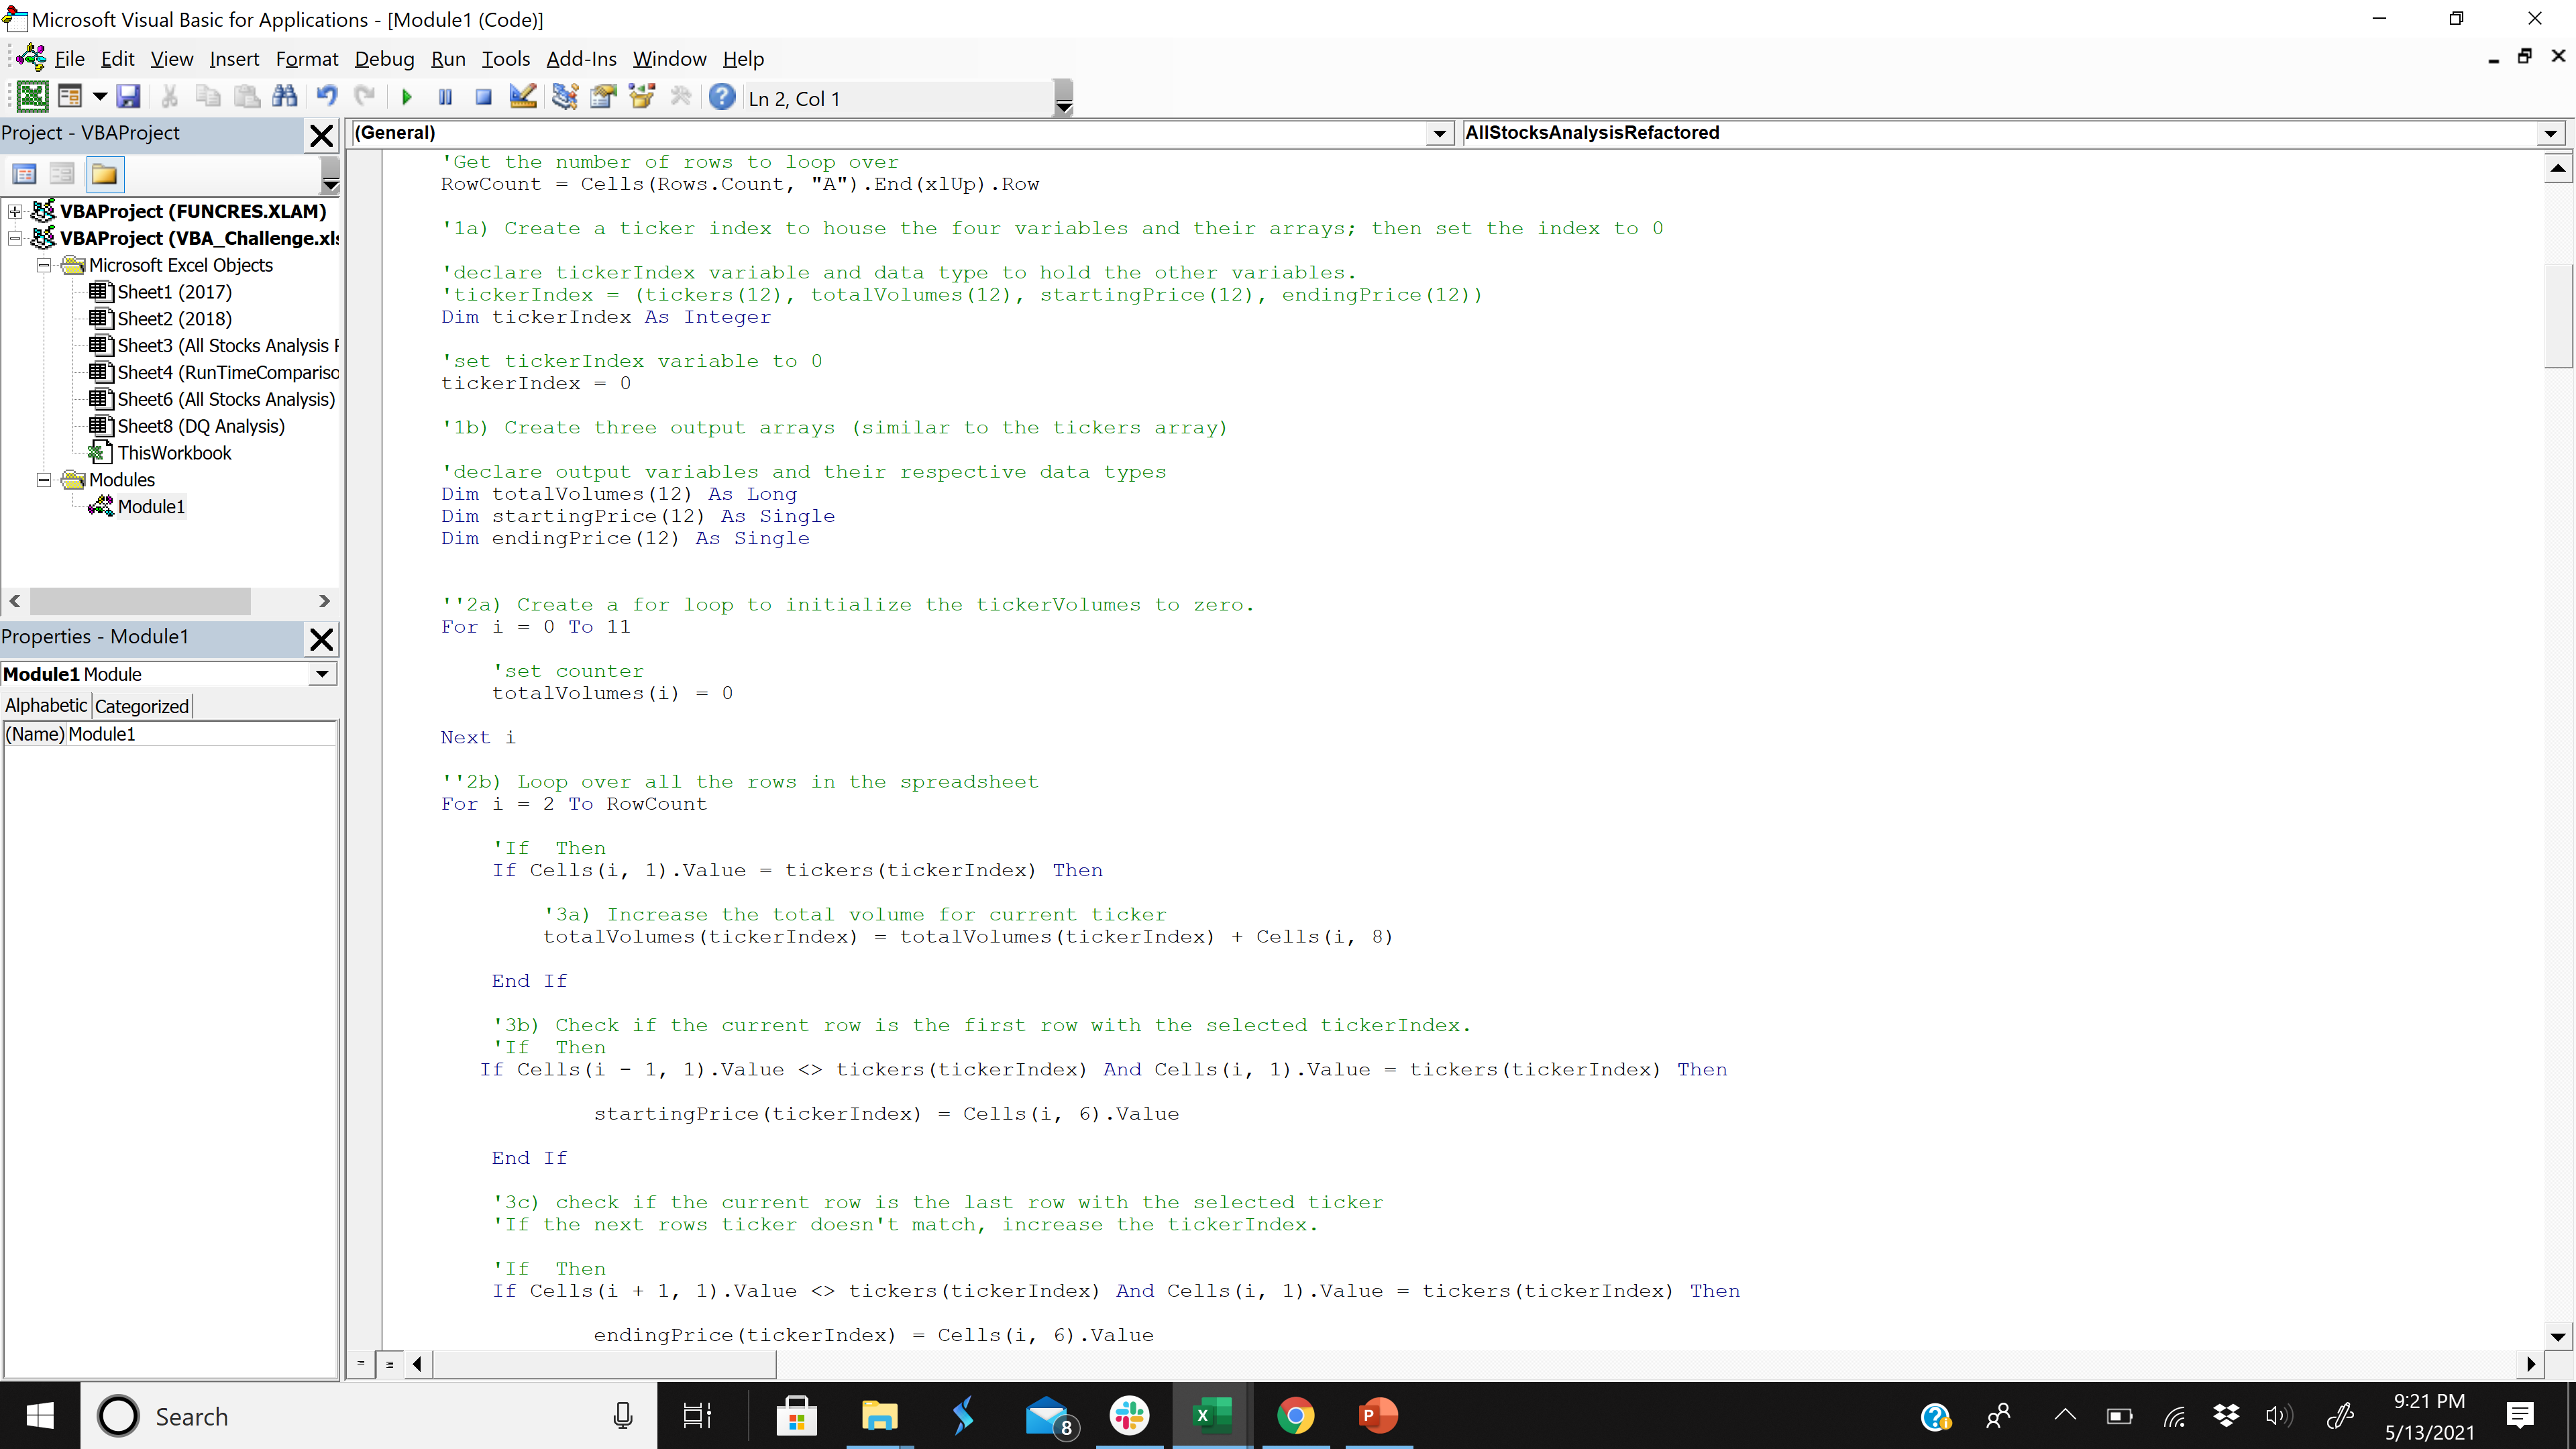 Microsoft Visual Basic for Applications - [Module1 (Code)]
File Edit View Insert Format Debug Run Tools Add-Ins Window Help
Ln 2, Col 1
Project - VBAProject
VBAProject (FUNCRES.XLAM)
VBAProject (VBA_Challenge.xls
Microsoft Excel Objects
Sheet1 (2017)
Sheet2 (2018)
Sheet3 (All Stocks Analysis R
Sheet4 (RunTimeCompariso
Sheet6 (All Stocks Analysis)
Sheet8 (DQ Analysis)
ThisWorkbook
Modules
Module1
Properties - Module1
Module1 Module
Alphabetic Categorized
(Name) Module1
(General)
AllStocksAnalysisRefactored
'Get the number of rows to loop over
RowCount = Cells(Rows.Count, "A").End(xlUp).Row
'1a) Create a ticker index to house the four variables and their arrays; then set the index to 0
'declare tickerIndex variable and data type to hold the other variables.
'tickerIndex = (tickers(12), totalVolumes(12), startingPrice(12), endingPrice(12))
Dim tickerIndex As Integer
'set tickerIndex variable to 0
tickerIndex = 0
'1b) Create three output arrays (similar to the tickers array)
'declare output variables and their respective data types
Dim totalVolumes(12) As Long
Dim startingPrice(12) As Single
Dim endingPrice(12) As Single
''2a) Create a for loop to initialize the tickerVolumes to zero.
For i = 0 To 11
'set counter
totalVolumes(i) = 0
Next i
''2b) Loop over all the rows in the spreadsheet
For i = 2 To RowCount
'If  Then
If Cells(i, 1).Value = tickers(tickerIndex) Then
'3a) Increase the total volume for current ticker
totalVolumes(tickerIndex) = totalVolumes(tickerIndex) + Cells(i, 8)
End If
'3b) Check if the current row is the first row with the selected tickerIndex.
'If  Then
If Cells(i - 1, 1).Value <> tickers(tickerIndex) And Cells(i, 1).Value = tickers(tickerIndex) Then
startingPrice(tickerIndex) = Cells(i, 6).Value
End If
'3c) check if the current row is the last row with the selected ticker
'If the next rows ticker doesn't match, increase the tickerIndex.
'If  Then
If Cells(i + 1, 1).Value <> tickers(tickerIndex) And Cells(i, 1).Value = tickers(tickerIndex) Then
endingPrice(tickerIndex) = Cells(i, 6).Value
Search
8
9:21 PM
5/13/2021